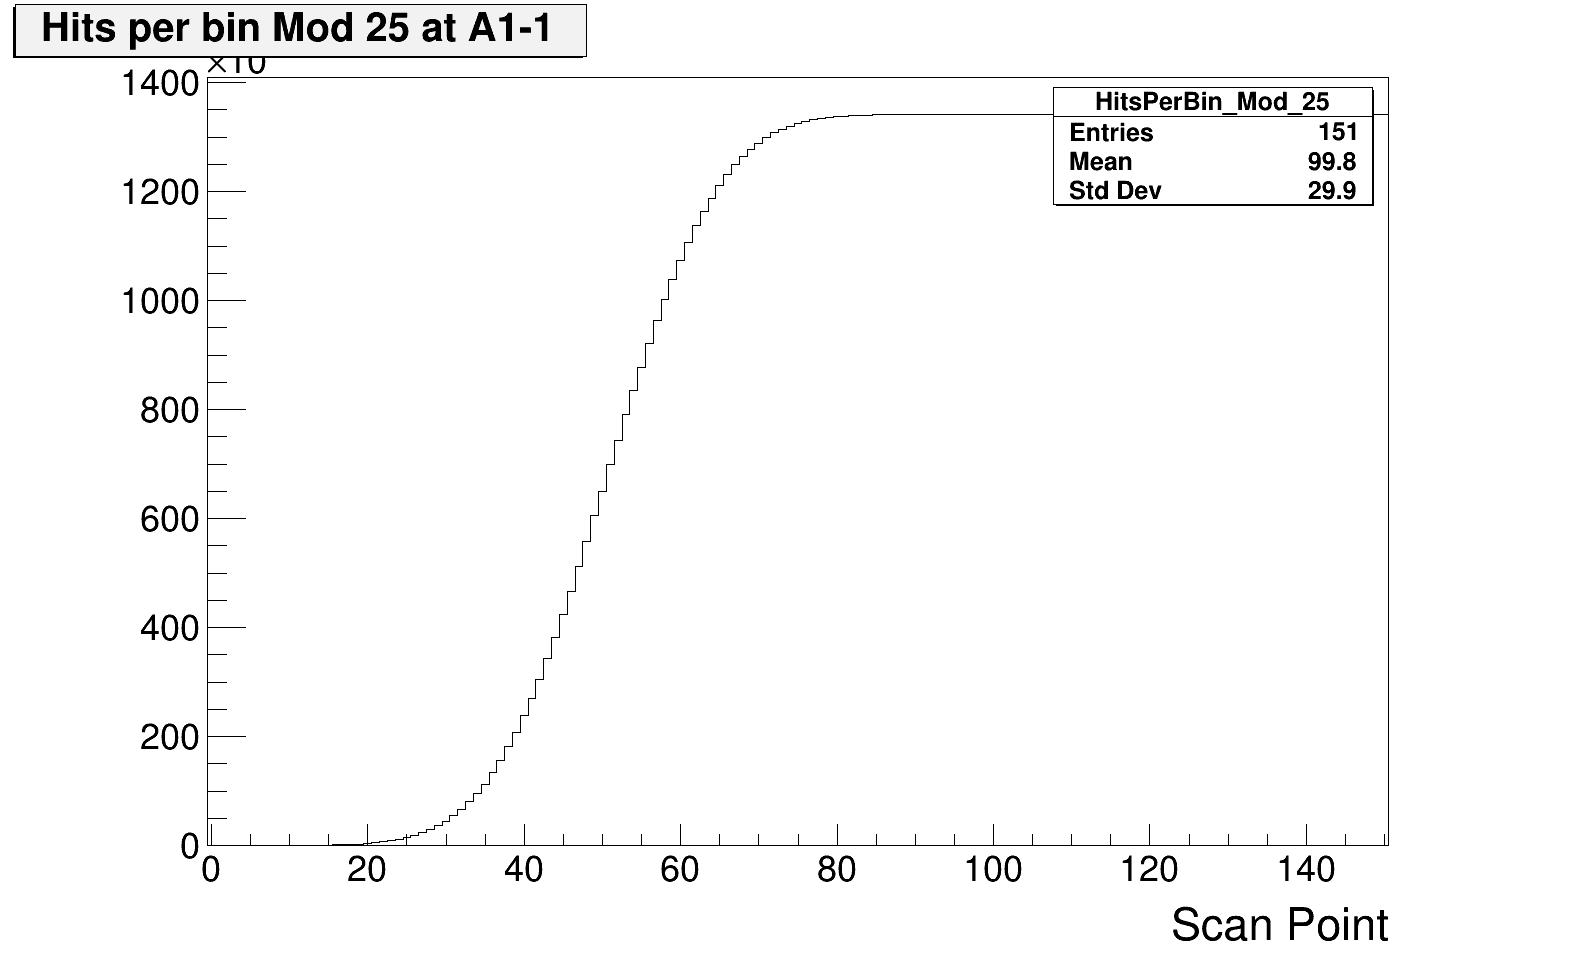 Hits per bin Mod 25 at A1-1
×10
1400
1200
1000
800
600
400
200
0
HitsPerBin_Mod_25
Entries 151
Mean 99.8
Std Dev 29.9
0 20 40 60 80 100 120 140
Scan Point